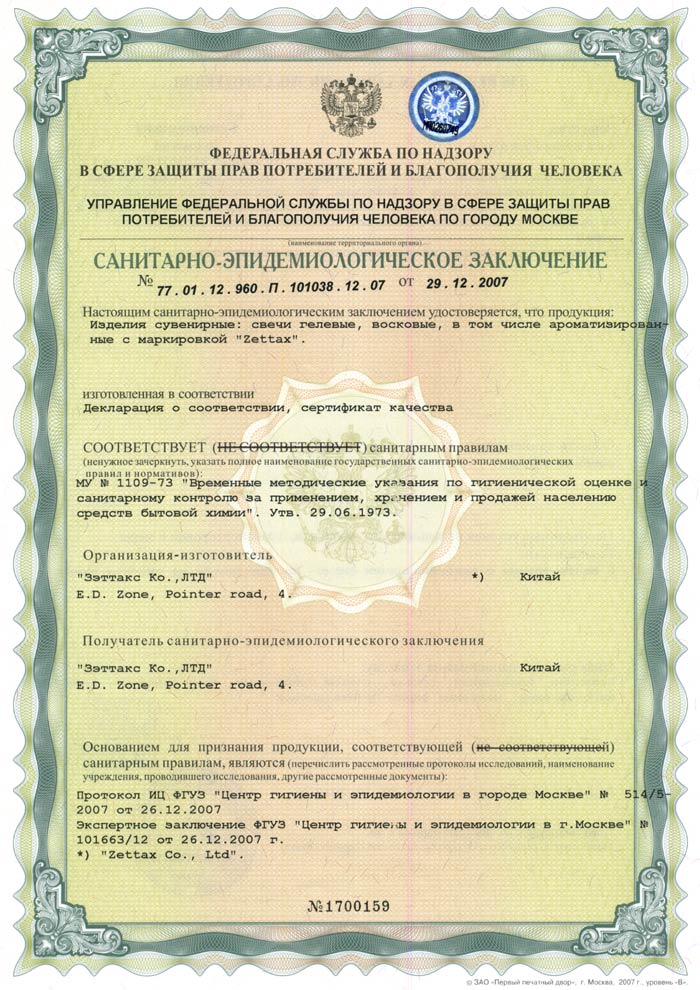 ФЕДЕРАЛЬНАЯ СЛУЖБА ПО НАДЗОРУ
В СФЕРЕ ЗАЩИТЫ ПРАВ ПОТРЕБИТЕЛЕЙ И БЛАГОПОЛУЧИЯ ЧЕЛОВЕКА
УПРАВЛЕНИЕ ФЕДЕРАЛЬНОЙ СЛУЖБЫ ПО НАДЗОРУ В СФЕРЕ ЗАЩИТЫ ПРАВ
ПОТРЕБИТЕЛЕЙ И БЛАГОПОЛУЧИЯ ЧЕЛОВЕКА ПО ГОРОДУ МОСКВЕ
(наименование территориального органа)
САНИТАРНО-ЭПИДЕМИОЛОГИЧЕСКОЕ ЗАКЛЮЧЕНИЕ
№ 77.01.12.960.П.101038.12.07 от 29.12.2007
Настоящим санитарно-эпидемиологическим заключением удостоверяется, что продукция:
Изделия сувенирные: свечи гелевые, восковые, в том числе ароматизирован-
ные с маркировкой "Zettax".
изготовленная в соответствии
Декларация о соответствии, сертификат качества
СООТВЕТСТВУЕТ (НЕ СООТВЕТСТВУЕТ) санитарным правилам
(ненужное зачеркнуть, указать полное наименование государственных санитарно-эпидемиологических
правил и нормативов):
МУ № 1109-73 "Временные методические указания по гигиенической оценке и
санитарному контролю за применением, хранением и продажей населению
средств бытовой химии". Утв. 29.06.1973.
Организация-изготовитель
"Зэттакс Ко.,ЛТД" *) Китай
E.D. Zone, Pointer road, 4.
Получатель санитарно-эпидемиологического заключения
"Зэттакс Ко.,ЛТД" Китай
E.D. Zone, Pointer road, 4.
Основанием для признания продукции, соответствующей (не соответствующей)
санитарным правилам, являются (перечислить рассмотренные протоколы исследований, наименование
учреждения, проводившего исследования, другие рассмотренные документы):
Протокол ИЦ ФГУЗ "Центр гигиены и эпидемиологии в городе Москве" № 514/5-
2007 от 26.12.2007
Экспертное заключение ФГУЗ "Центр гигиены и эпидемиологии в г.Москве" №
101663/12 от 26.12.2007 г.
*) "Zettax Co., Ltd".
№1700159
© ЗАО «Первый печатный двор», г. Москва, 2007 г., уровень «В».